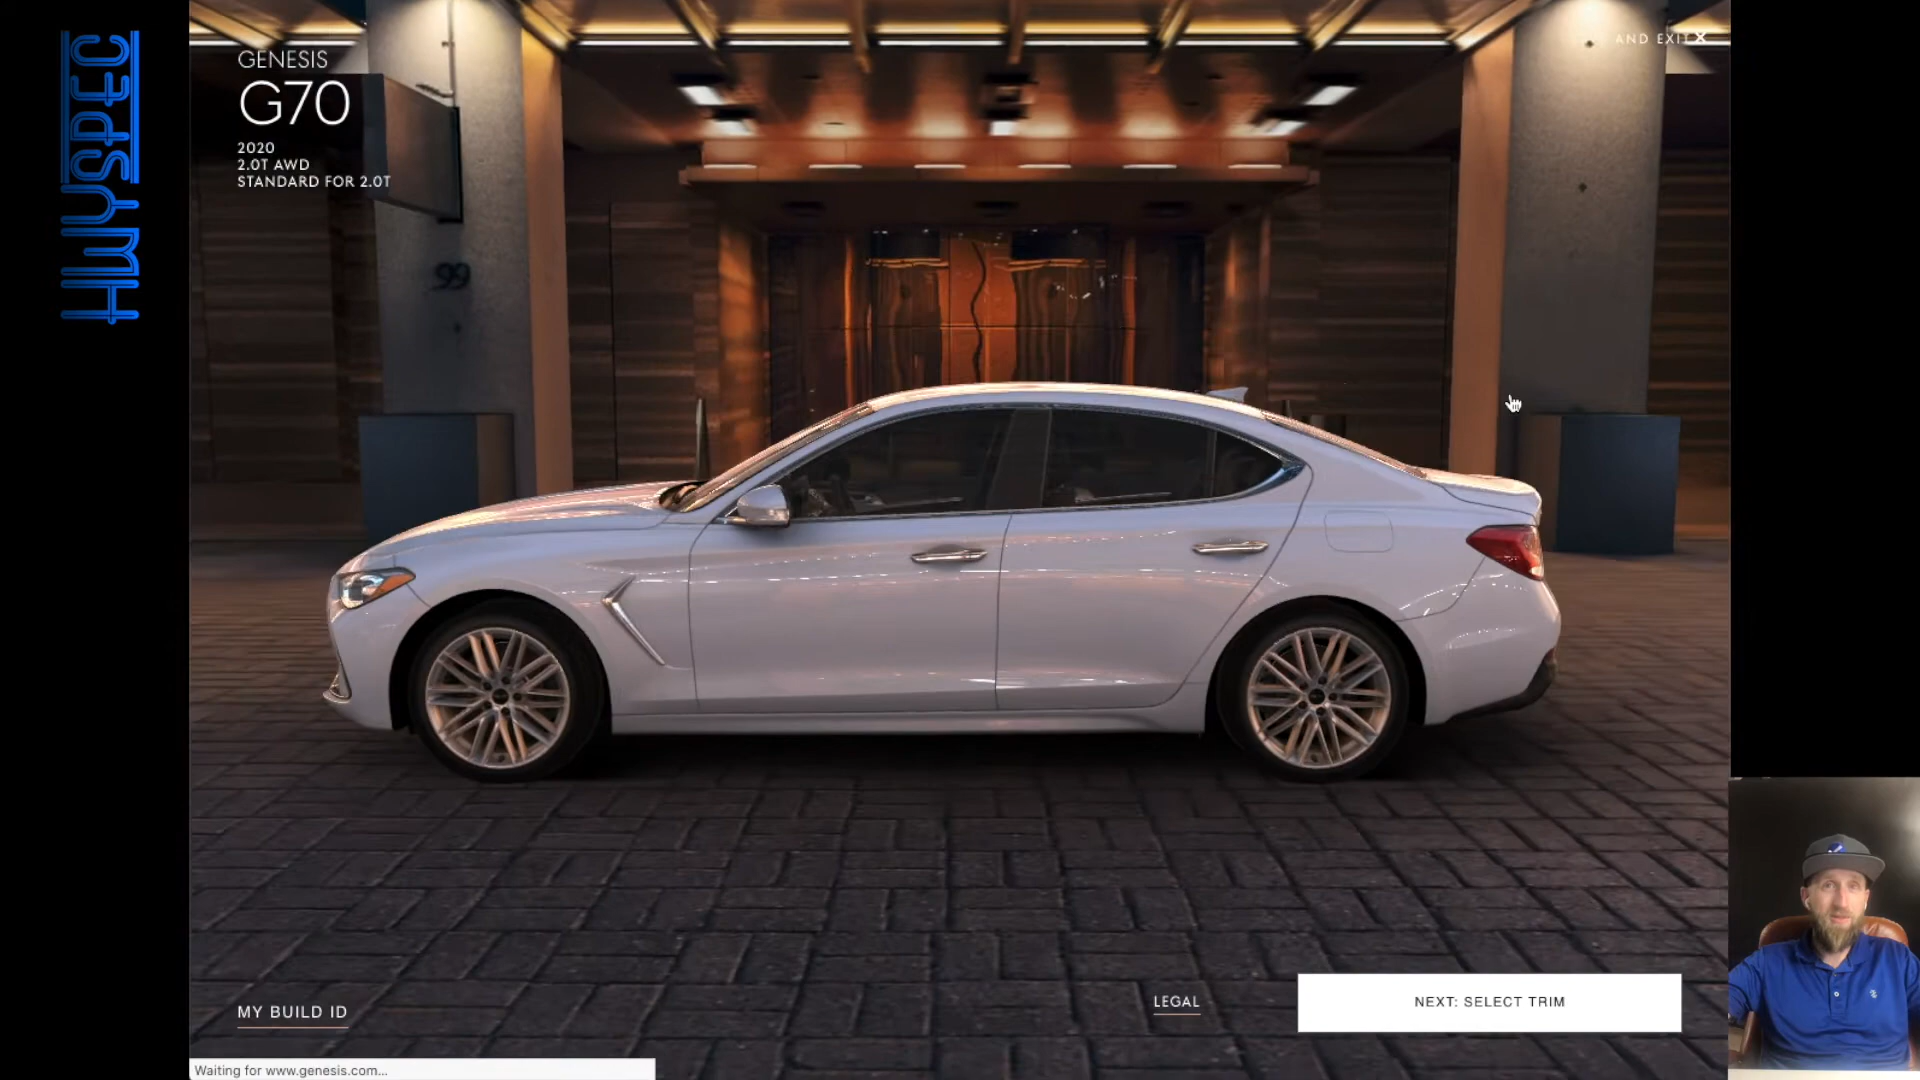 HWYSPEC
GENESIS
G70
2020
2.0T AWD
STANDARD FOR 2.0T
AND EXIT X
99
MY BUILD ID
LEGAL
NEXT: SELECT TRIM
Waiting for www.genesis.com...